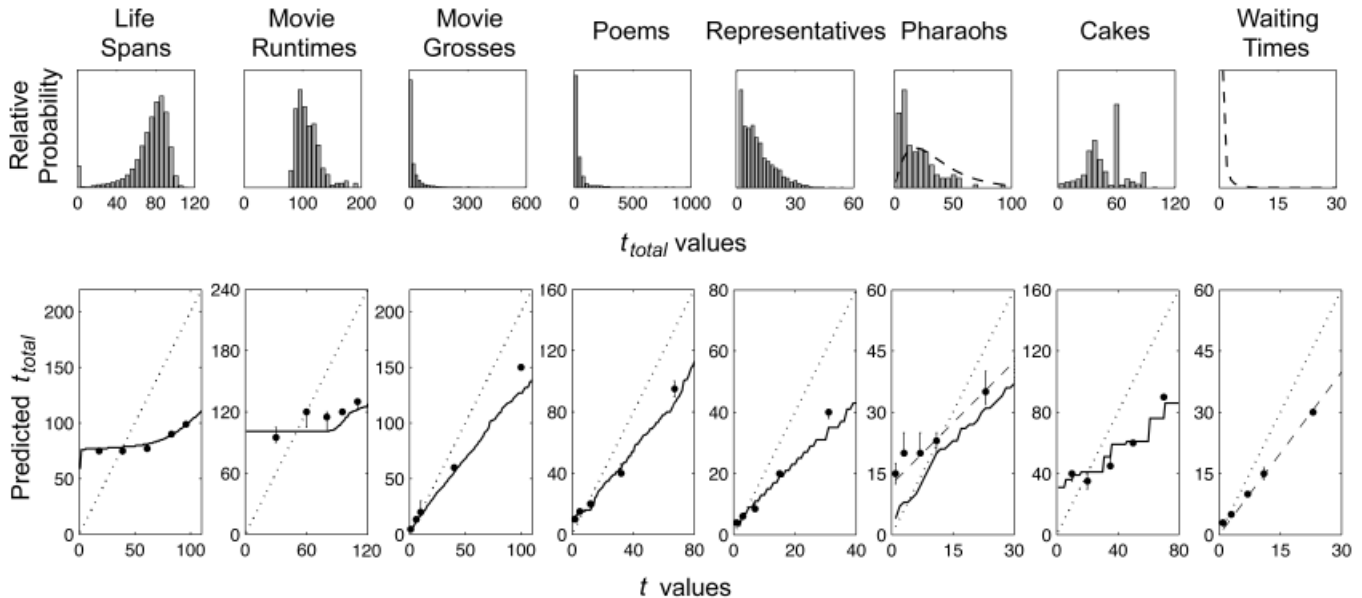 Life Spans
Movie Runtimes
Movie Grosses
Poems
Representatives
Pharaohs
Cakes
Waiting Times
Relative Probability
0 40 80 120
0 100 200
0 300 600
0 500 1000
0 30 60
0 50 100
0 60 120
0 15 30
t_total values
Predicted t_total
200
150
100
50
0
0 50 100
240
180
120
60
0
0 60 120
200
150
100
50
0
0 50 100
160
120
80
40
0
0 40 80
80
60
40
20
0
0 20 40
60
45
30
15
0
0 15 30
160
120
80
40
0
0 40 80
60
45
30
15
0
0 15 30
t values